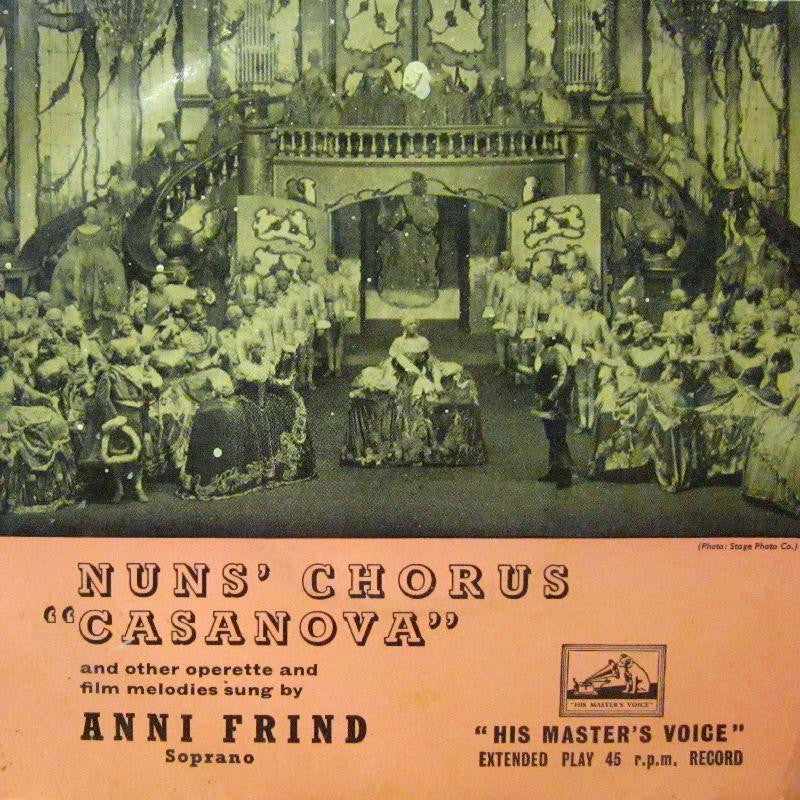 (Photo: Stage Photo Co.)
NUNS' CHORUS
"CASANOVA"
and other operette and
film melodies sung by
ANNI FRIND
Soprano
"HIS MASTER'S VOICE"
"HIS MASTER'S VOICE"
EXTENDED PLAY 45 r.p.m. RECORD